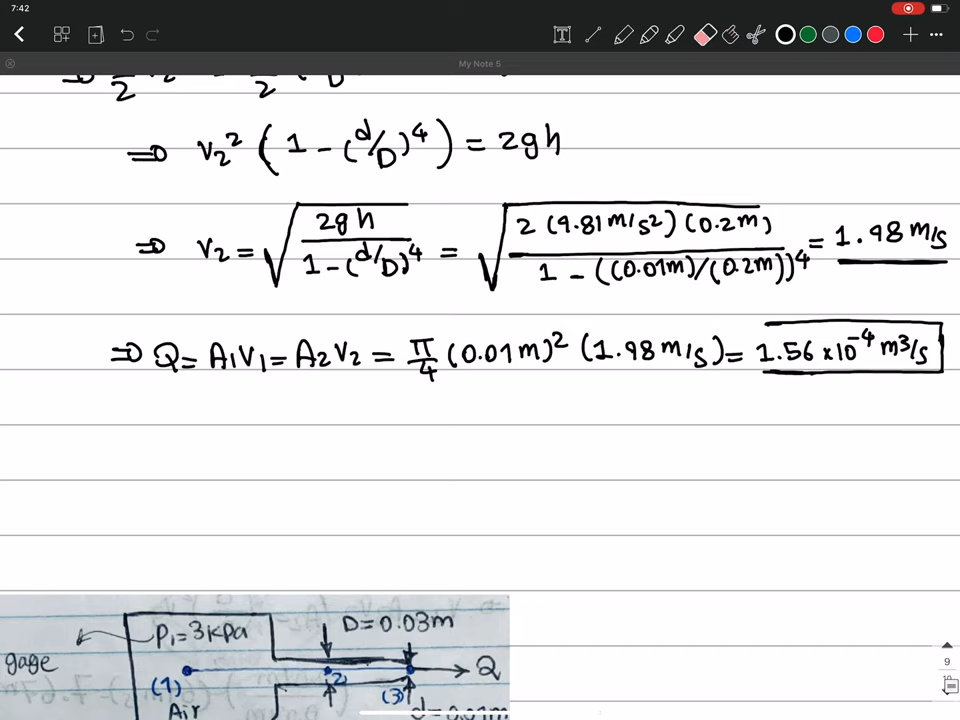 7:42
My Note 5
⇒ V₂² (1 - (d/D)⁴) = 2gh
⇒ V₂ = √(2gh / (1 - (d/D)⁴)) = √(2 (9.81 m/s²) (0.2m) / (1 - ((0.01m)/(0.2m))⁴)) = 1.98 m/s
⇒ Q = A₁V₁ = A₂V₂ = π/4 (0.01m)² (1.98 m/s) = 1.56 × 10⁻⁴ m³/s
9
P₁ = 3 kPa
D = 0.03m
gage
(1)
(2)
(3)
Q
Air